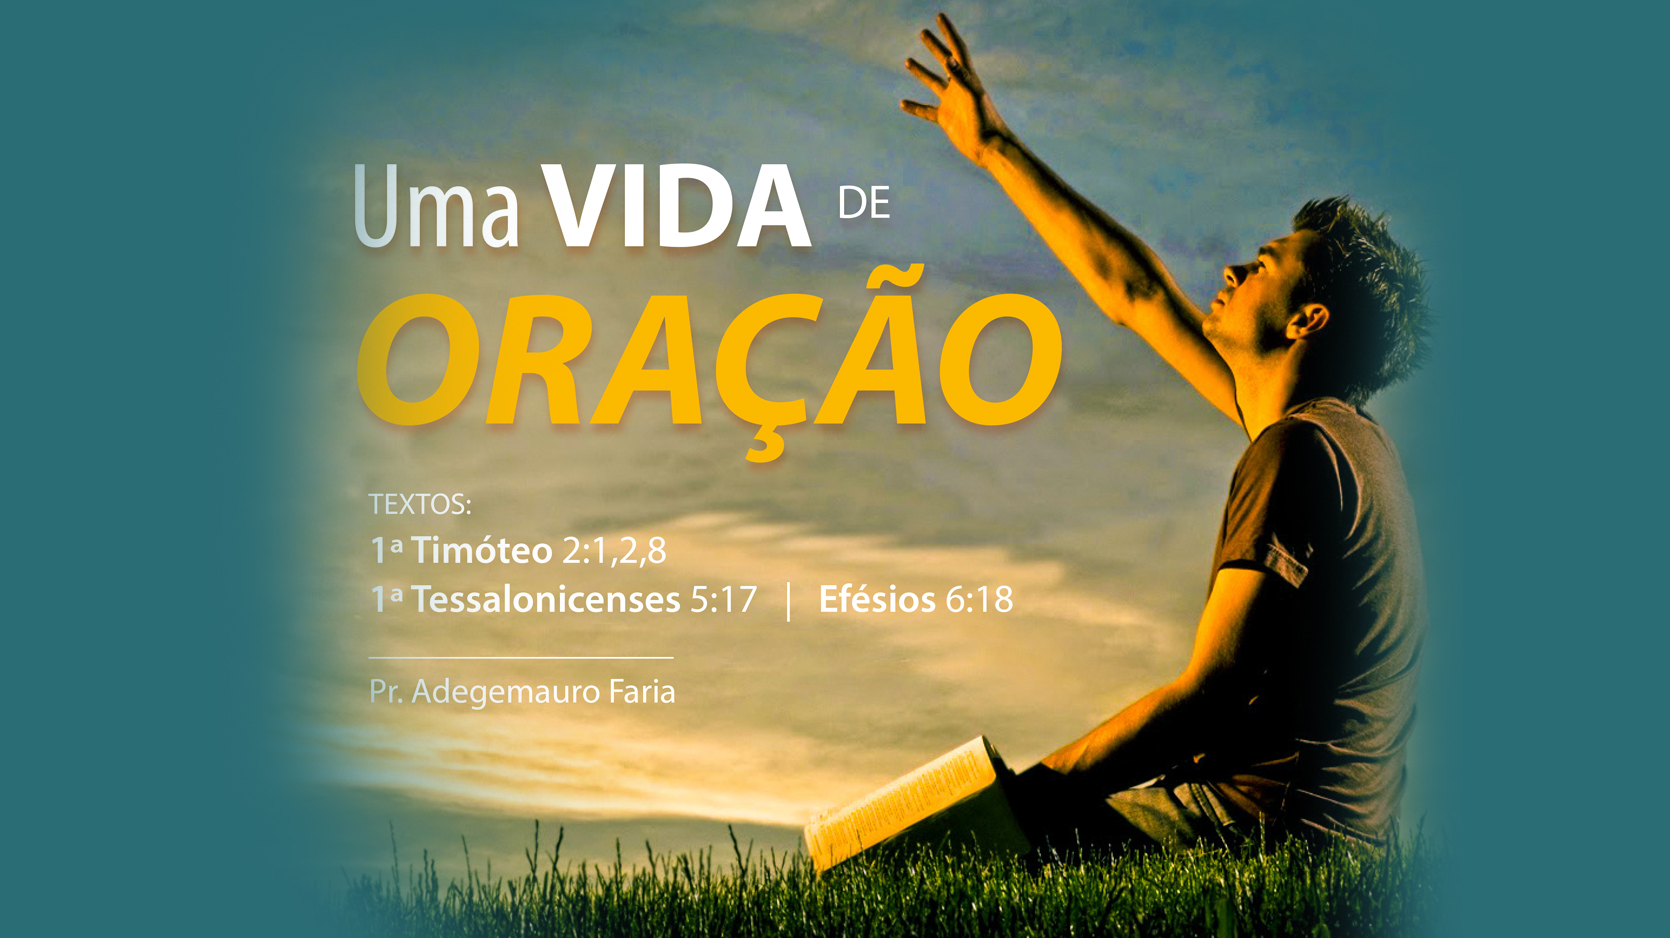 Uma VIDA DE
ORAÇÃO
TEXTOS:
1ª Timóteo 2:1,2,8
1ª Tessalonicenses 5:17 | Efésios 6:18
Pr. Adegemauro Faria